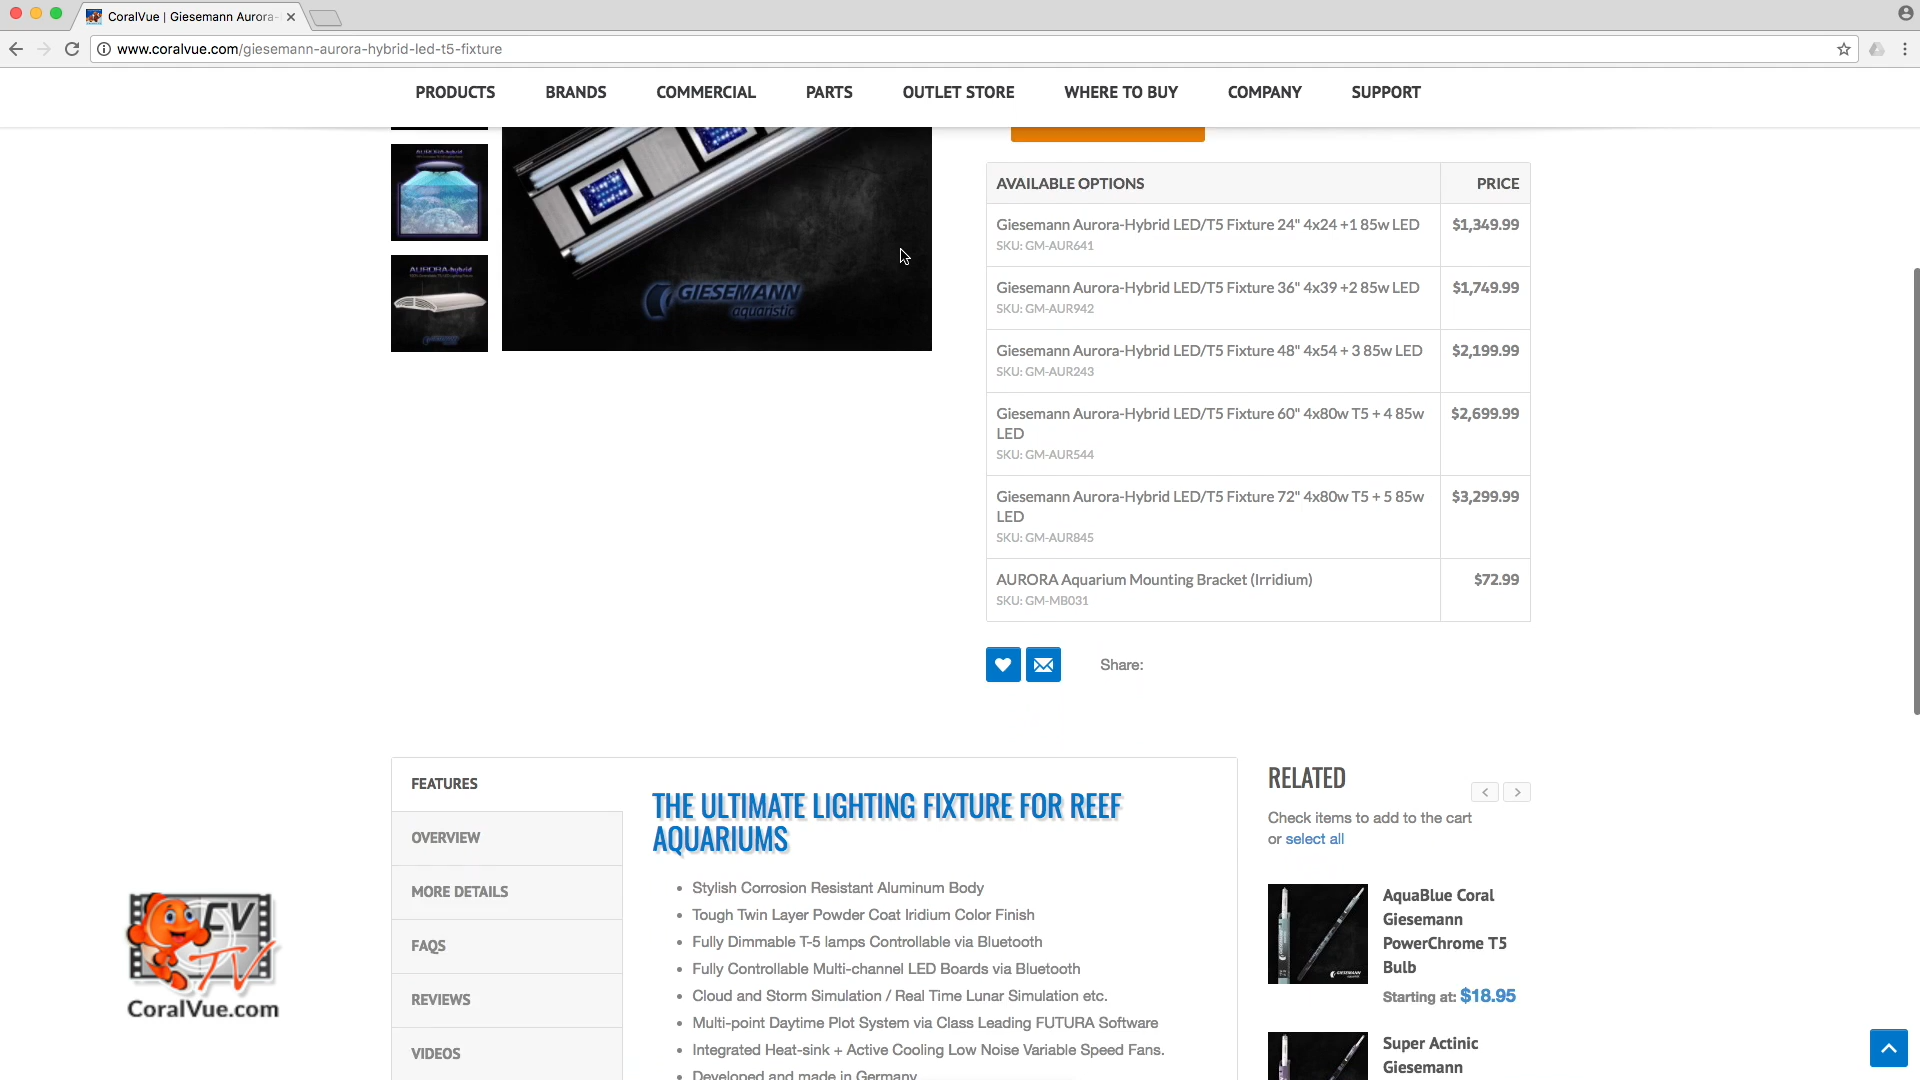 CoralVue | Giesemann Aurora-
www.coralvue.com/giesemann-aurora-hybrid-led-t5-fixture
PRODUCTS BRANDS COMMERCIAL PARTS OUTLET STORE WHERE TO BUY COMPANY SUPPORT
AURORA-hybrid
AURORA-hybrid
GIESEMANN
aquaristic
AVAILABLE OPTIONS PRICE
Giesemann Aurora-Hybrid LED/T5 Fixture 24" 4x24 +1 85w LED $1,349.99
SKU: GM-AUR641
Giesemann Aurora-Hybrid LED/T5 Fixture 36" 4x39 +2 85w LED $1,749.99
SKU: GM-AUR942
Giesemann Aurora-Hybrid LED/T5 Fixture 48" 4x54 + 3 85w LED $2,199.99
SKU: GM-AUR243
Giesemann Aurora-Hybrid LED/T5 Fixture 60" 4x80w T5 + 4 85w $2,699.99
LED
SKU: GM-AUR544
Giesemann Aurora-Hybrid LED/T5 Fixture 72" 4x80w T5 + 5 85w $3,299.99
LED
SKU: GM-AUR845
AURORA Aquarium Mounting Bracket (Irridium) $72.99
SKU: GM-MB031
Share:
FEATURES
OVERVIEW
MORE DETAILS
FAQS
REVIEWS
VIDEOS
THE ULTIMATE LIGHTING FIXTURE FOR REEF
AQUARIUMS
• Stylish Corrosion Resistant Aluminum Body
• Tough Twin Layer Powder Coat Iridium Color Finish
• Fully Dimmable T-5 lamps Controllable via Bluetooth
• Fully Controllable Multi-channel LED Boards via Bluetooth
• Cloud and Storm Simulation / Real Time Lunar Simulation etc.
• Multi-point Daytime Plot System via Class Leading FUTURA Software
• Integrated Heat-sink + Active Cooling Low Noise Variable Speed Fans.
• Developed and made in Germany
RELATED
Check items to add to the cart
or select all
GIESEMANN
AquaBlue Coral
Giesemann
PowerChrome T5
Bulb
Starting at: $18.95
Super Actinic
Giesemann
CV
TV
CoralVue.com